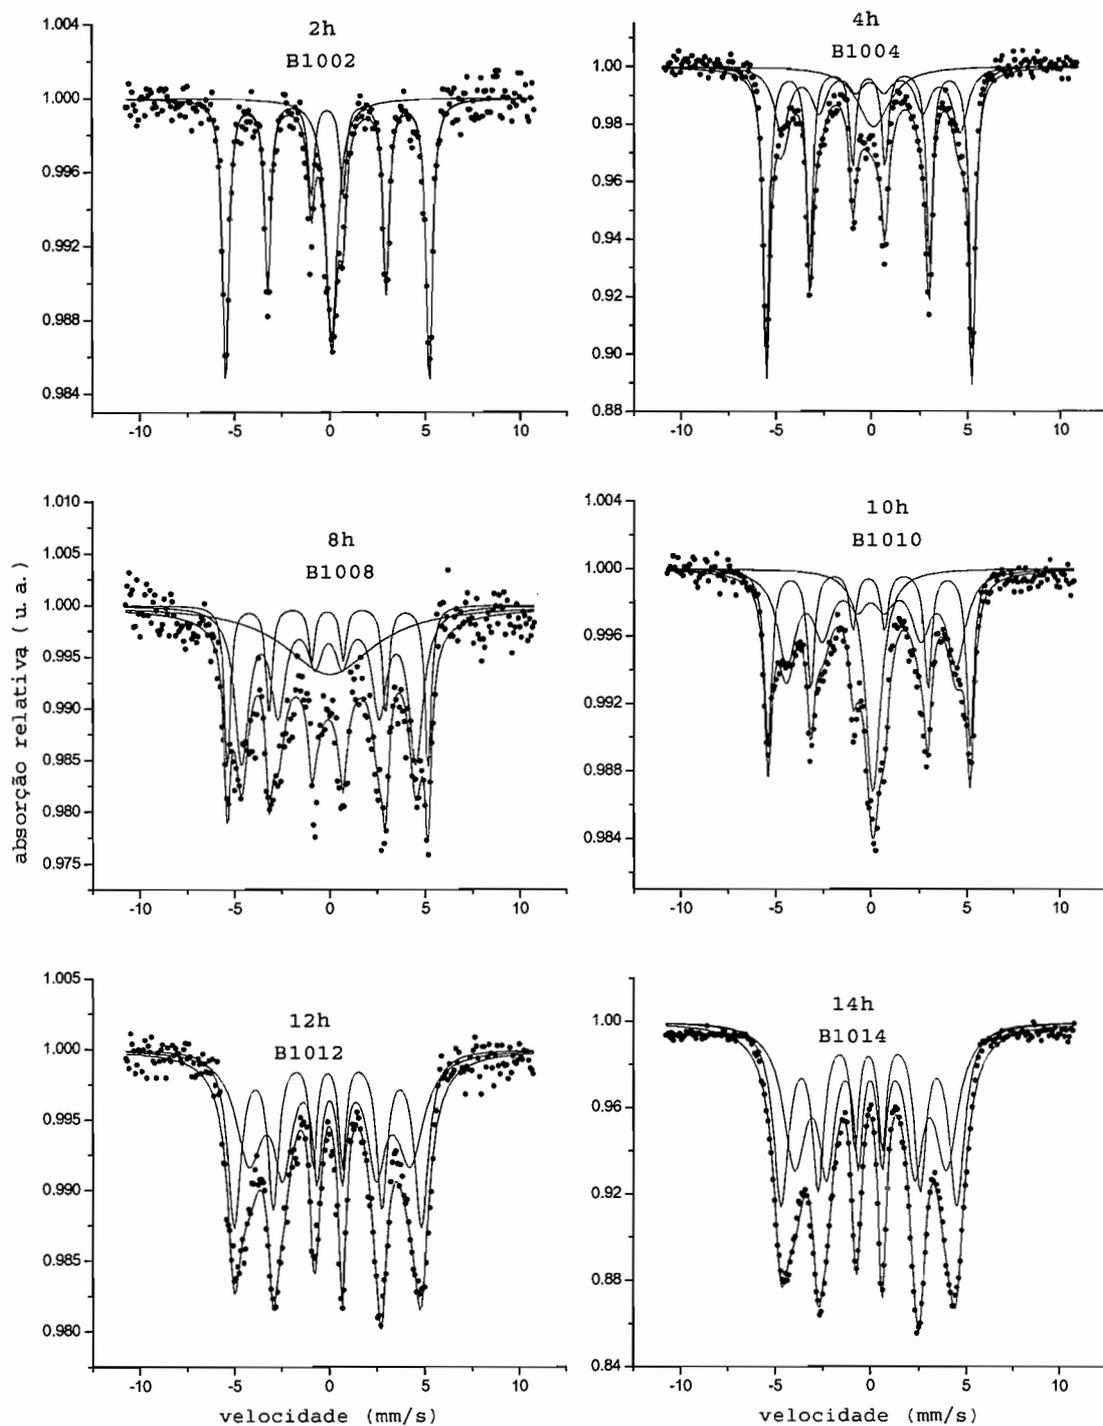 2h
B1002
1.004
1.000
0.996
0.992
0.988
0.984
-10 -5 0 5 10
4h
B1004
1.00
0.98
0.96
0.94
0.92
0.90
0.88
-10 -5 0 5 10
absorção relativa (u. a.)
8h
B1008
1.010
1.005
1.000
0.995
0.990
0.985
0.980
0.975
-10 -5 0 5 10
10h
B1010
1.004
1.000
0.996
0.992
0.988
0.984
-10 -5 0 5 10
12h
B1012
1.005
1.000
0.995
0.990
0.985
0.980
-10 -5 0 5 10
velocidade (mm/s)
14h
B1014
1.00
0.96
0.92
0.88
0.84
-10 -5 0 5 10
velocidade (mm/s)